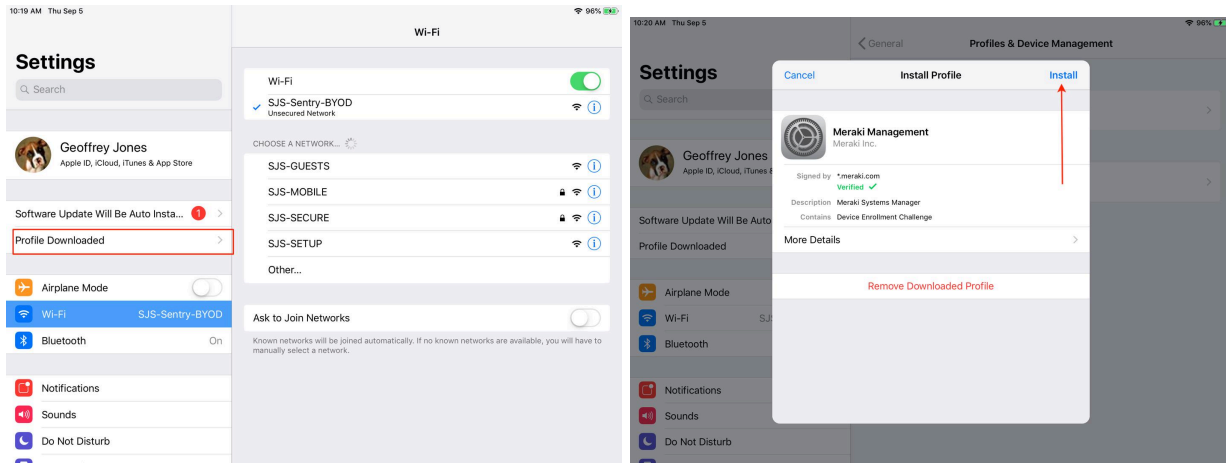 10:19 AM Thu Sep 5
96%
Settings
Search
Geoffrey Jones
Apple ID, iCloud, iTunes & App Store
Software Update Will Be Auto Insta...
1
Profile Downloaded
Airplane Mode
Wi-Fi SJS-Sentry-BYOD
Bluetooth On
Notifications
Sounds
Do Not Disturb
Wi-Fi
Wi-Fi
SJS-Sentry-BYOD
Unsecured Network
CHOOSE A NETWORK...
SJS-GUESTS
SJS-MOBILE
SJS-SECURE
SJS-SETUP
Other...
Ask to Join Networks
Known networks will be joined automatically. If no known networks are available, you will have to
manually select a network.
10:20 AM Thu Sep 5
96%
Settings
Search
Geoffrey Jones
Apple ID, iCloud, iTunes &
Software Update Will Be Auto
Profile Downloaded
Airplane Mode
Wi-Fi SJS
Bluetooth
Notifications
Sounds
Do Not Disturb
General
Profiles & Device Management
Cancel Install Profile Install
Meraki Management
Meraki Inc.
Signed by *.meraki.com
Verified
Description Meraki Systems Manager
Contains Device Enrollment Challenge
More Details
Remove Downloaded Profile